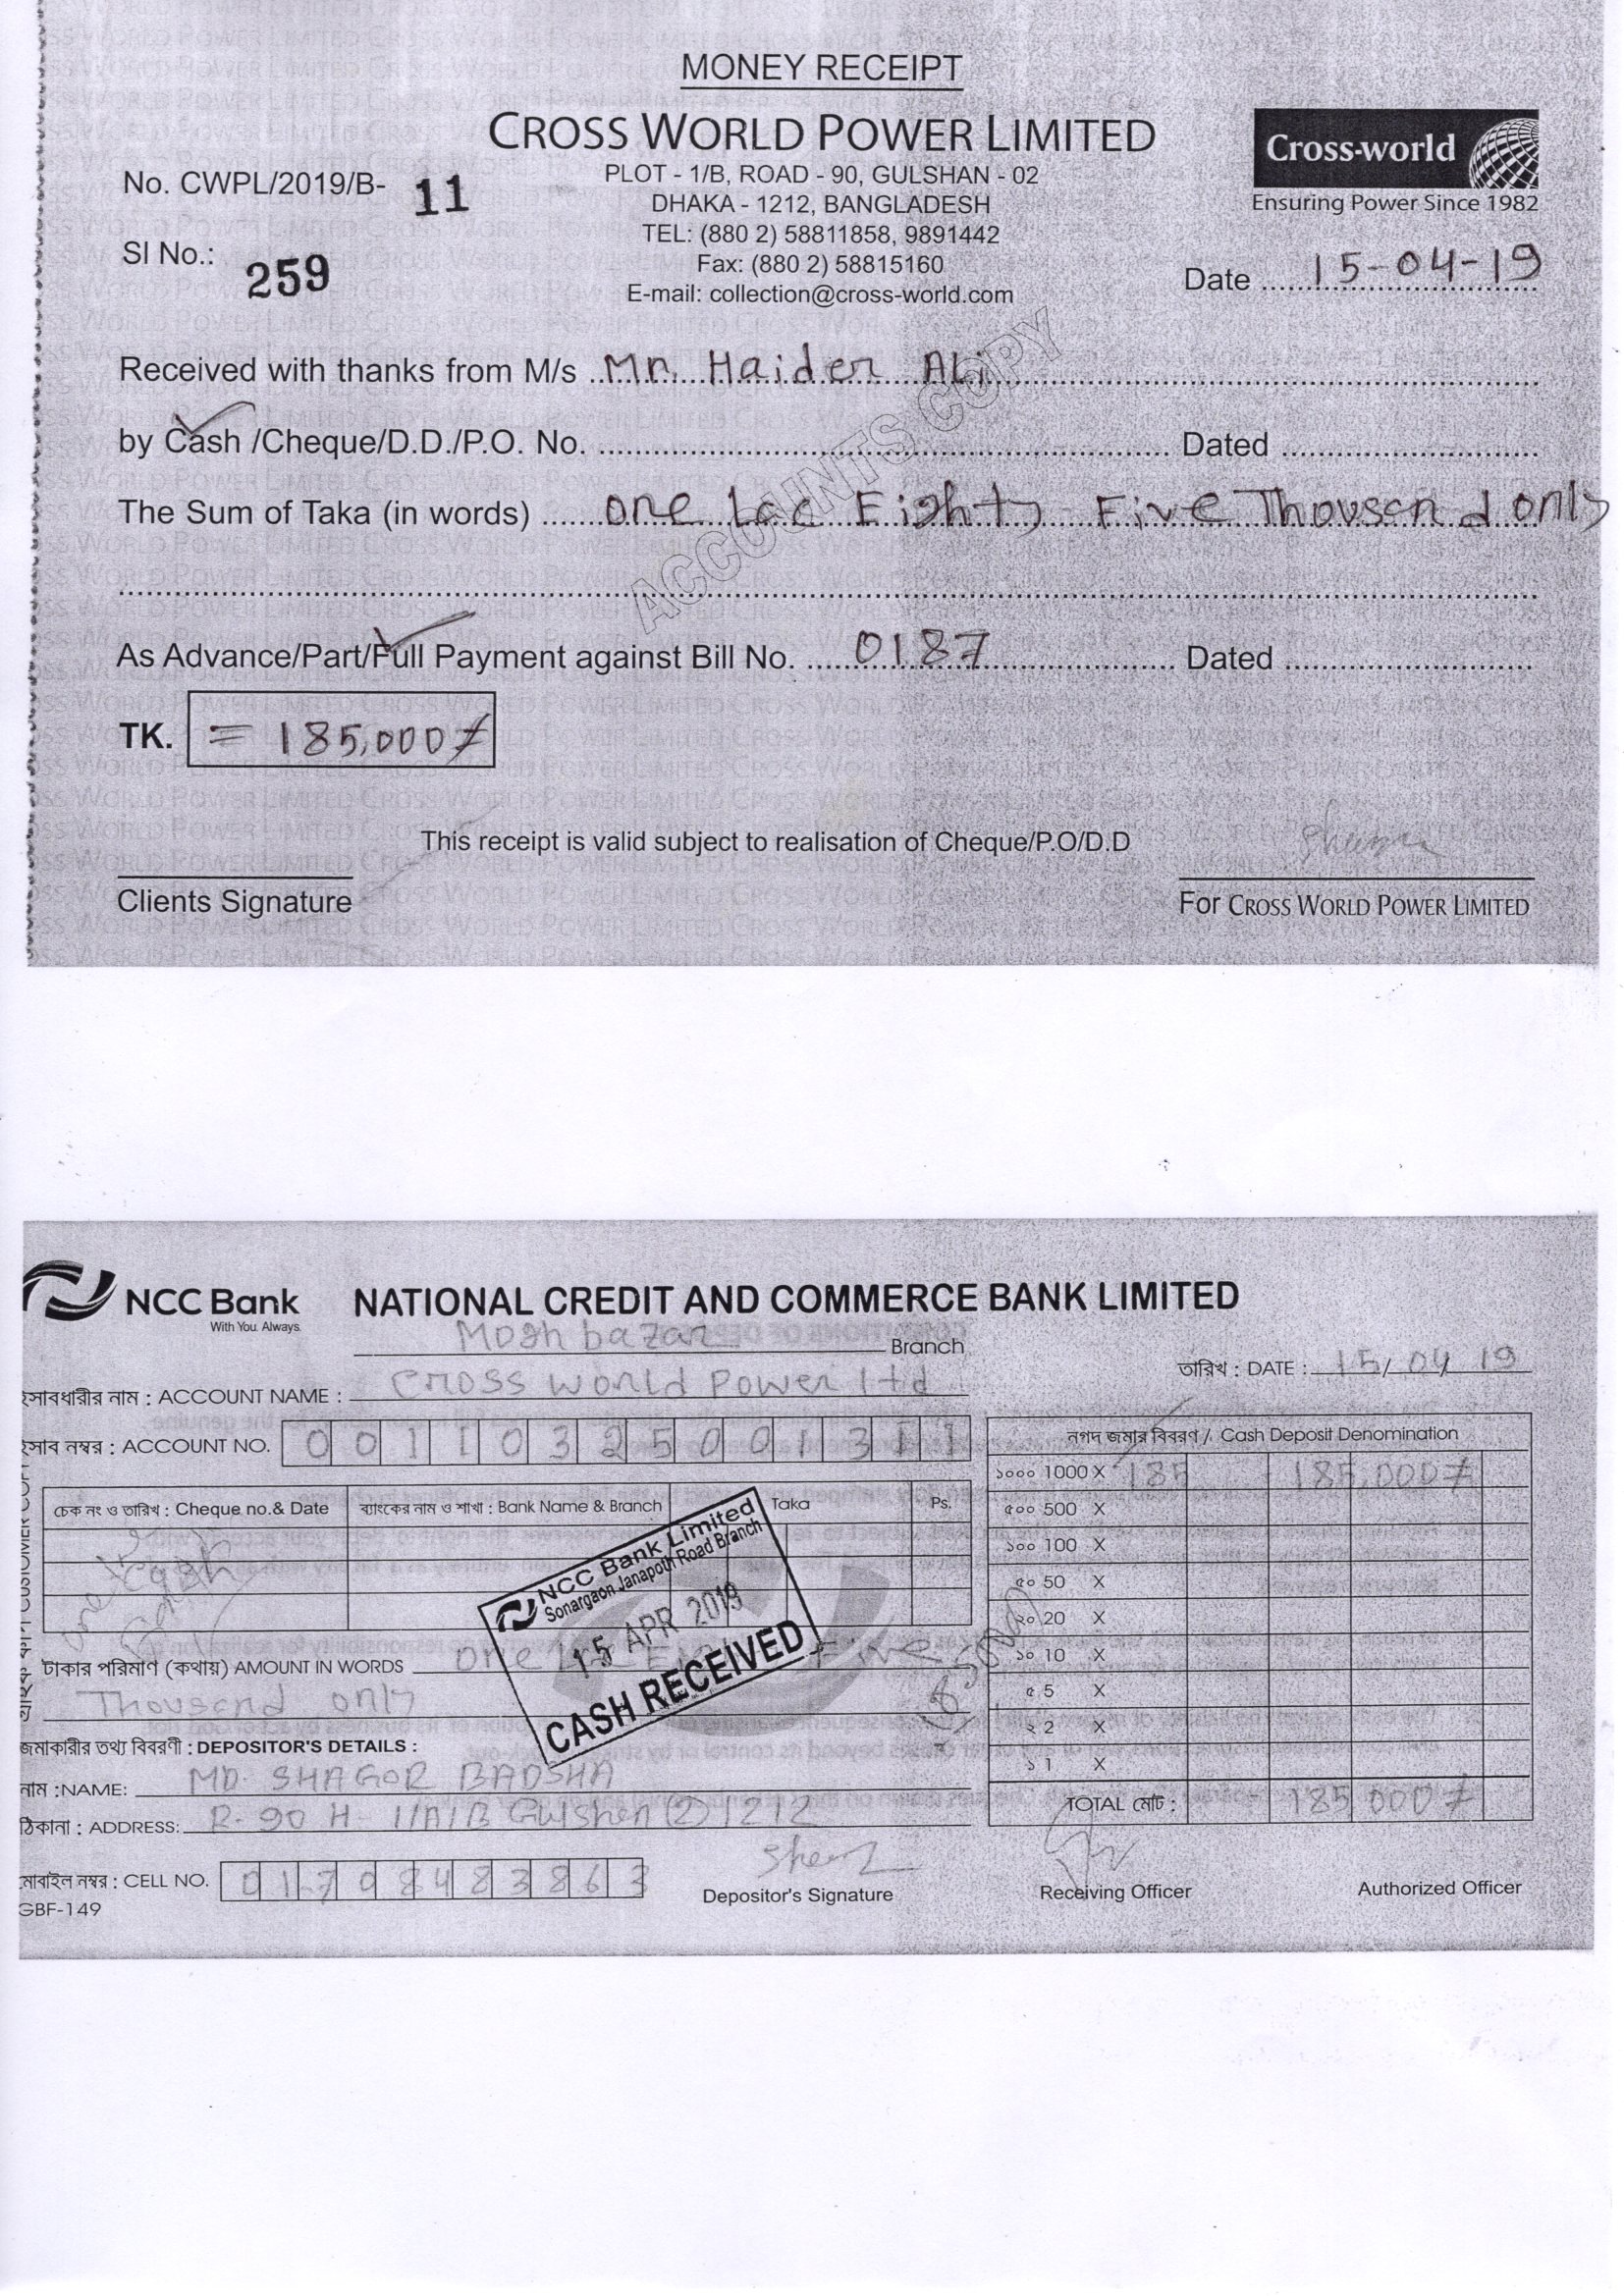 MONEY RECEIPT
CROSS WORLD POWER LIMITED
PLOT - 1/B, ROAD - 90, GULSHAN - 02
DHAKA - 1212, BANGLADESH
TEL: (880 2) 58811858, 9891442
Fax: (880 2) 58815160
E-mail: collection@cross-world.com
Cross-world
Ensuring Power Since 1982
No. CWPL/2019/B- 11
Sl No.: 259
Date 15-04-19
Received with thanks from M/s Mr. Haider Ali
by Cash /Cheque/D.D./P.O. No. Dated
The Sum of Taka (in words) one Lac Eighty Five Thousand only
ACCOUNTS COPY
As Advance/Part/Full Payment against Bill No. 0187 Dated
TK. = 185,000/
This receipt is valid subject to realisation of Cheque/P.O/D.D
Clients Signature
For CROSS WORLD POWER LIMITED
NCC Bank
With You. Always.
NATIONAL CREDIT AND COMMERCE BANK LIMITED
Mogh bazar Branch
তারিখ : DATE : 15/04/19
হিসাবধারীর নাম : ACCOUNT NAME : Cross world Power Ltd
হিসাব নম্বর : ACCOUNT NO. 0 0 1 1 0 3 2 5 0 0 1 3
চেক নং ও তারিখ : Cheque no.& Date ব্যাংকের নাম ও শাখা : Bank Name & Branch Taka Ps.
Cash
নগদ জমার বিবরণ / Cash Deposit Denomination
১০০০ 1000 X 185 185,000/
৫০০ 500 X
১০০ 100 X
৫০ 50 X
২০ 20 X
১০ 10 X
৫ 5 X
২ 2 X
১ 1 X
TOTAL মোট : 185000/
NCC Bank Limited
Sonargaon Janapoth Road Branch
15 APR 2019
CASH RECEIVED
টাকার পরিমাণ (কথায়) AMOUNT IN WORDS one
Thousand only
জমাকারীর তথ্য বিবরণী : DEPOSITOR'S DETAILS :
নাম : NAME: MD. SHAGOR BADSHA
ঠিকানা : ADDRESS: R-90 H- 1/A/B Gulshan (2) 1212
মোবাইল নম্বর : CELL NO. 0 1 7 0 8 4 8 3 8 6 3
GBF-149
Depositor's Signature
Receiving Officer
Authorized Officer